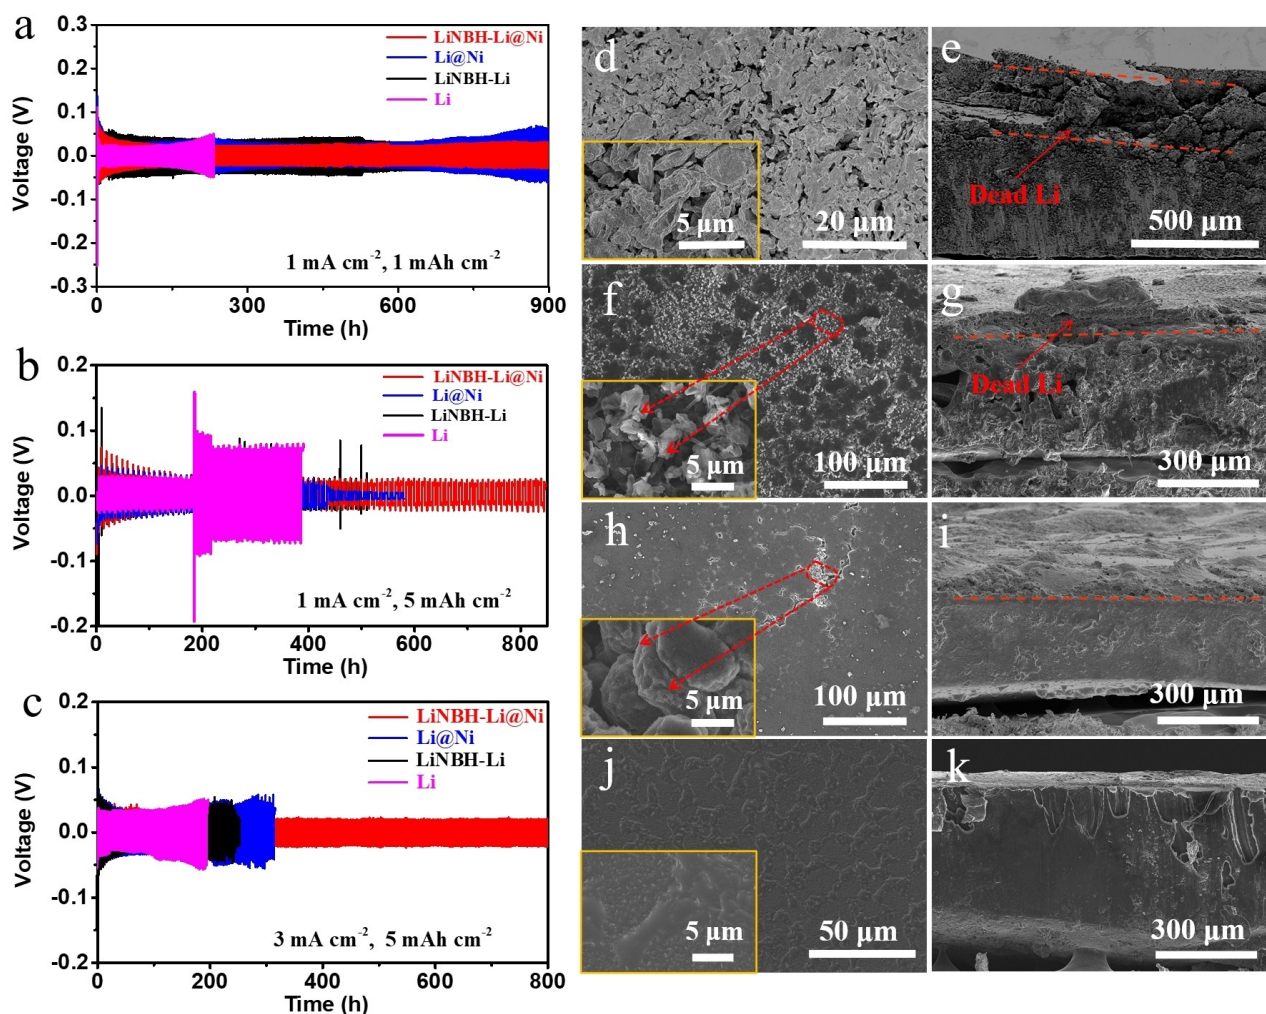 a
0.3
0.2
0.1
0.0
-0.1
-0.2
-0.3
Voltage (V)
LiNBH-Li@Ni
Li@Ni
LiNBH-Li
Li
1 mA cm⁻², 1 mAh cm⁻²
0
300
600
900
Time (h)
b
0.2
0.1
0.0
-0.1
-0.2
Voltage (V)
LiNBH-Li@Ni
Li@Ni
LiNBH-Li
Li
1 mA cm⁻², 5 mAh cm⁻²
0
200
400
600
800
Time (h)
c
0.2
0.1
0.0
-0.1
-0.2
Voltage (V)
LiNBH-Li@Ni
Li@Ni
LiNBH-Li
Li
3 mA cm⁻², 5 mAh cm⁻²
0
200
400
600
800
Time (h)
d
5 μm
20 μm
e
Dead Li
500 μm
f
5 μm
100 μm
g
Dead Li
300 μm
h
5 μm
100 μm
i
300 μm
j
5 μm
50 μm
k
300 μm